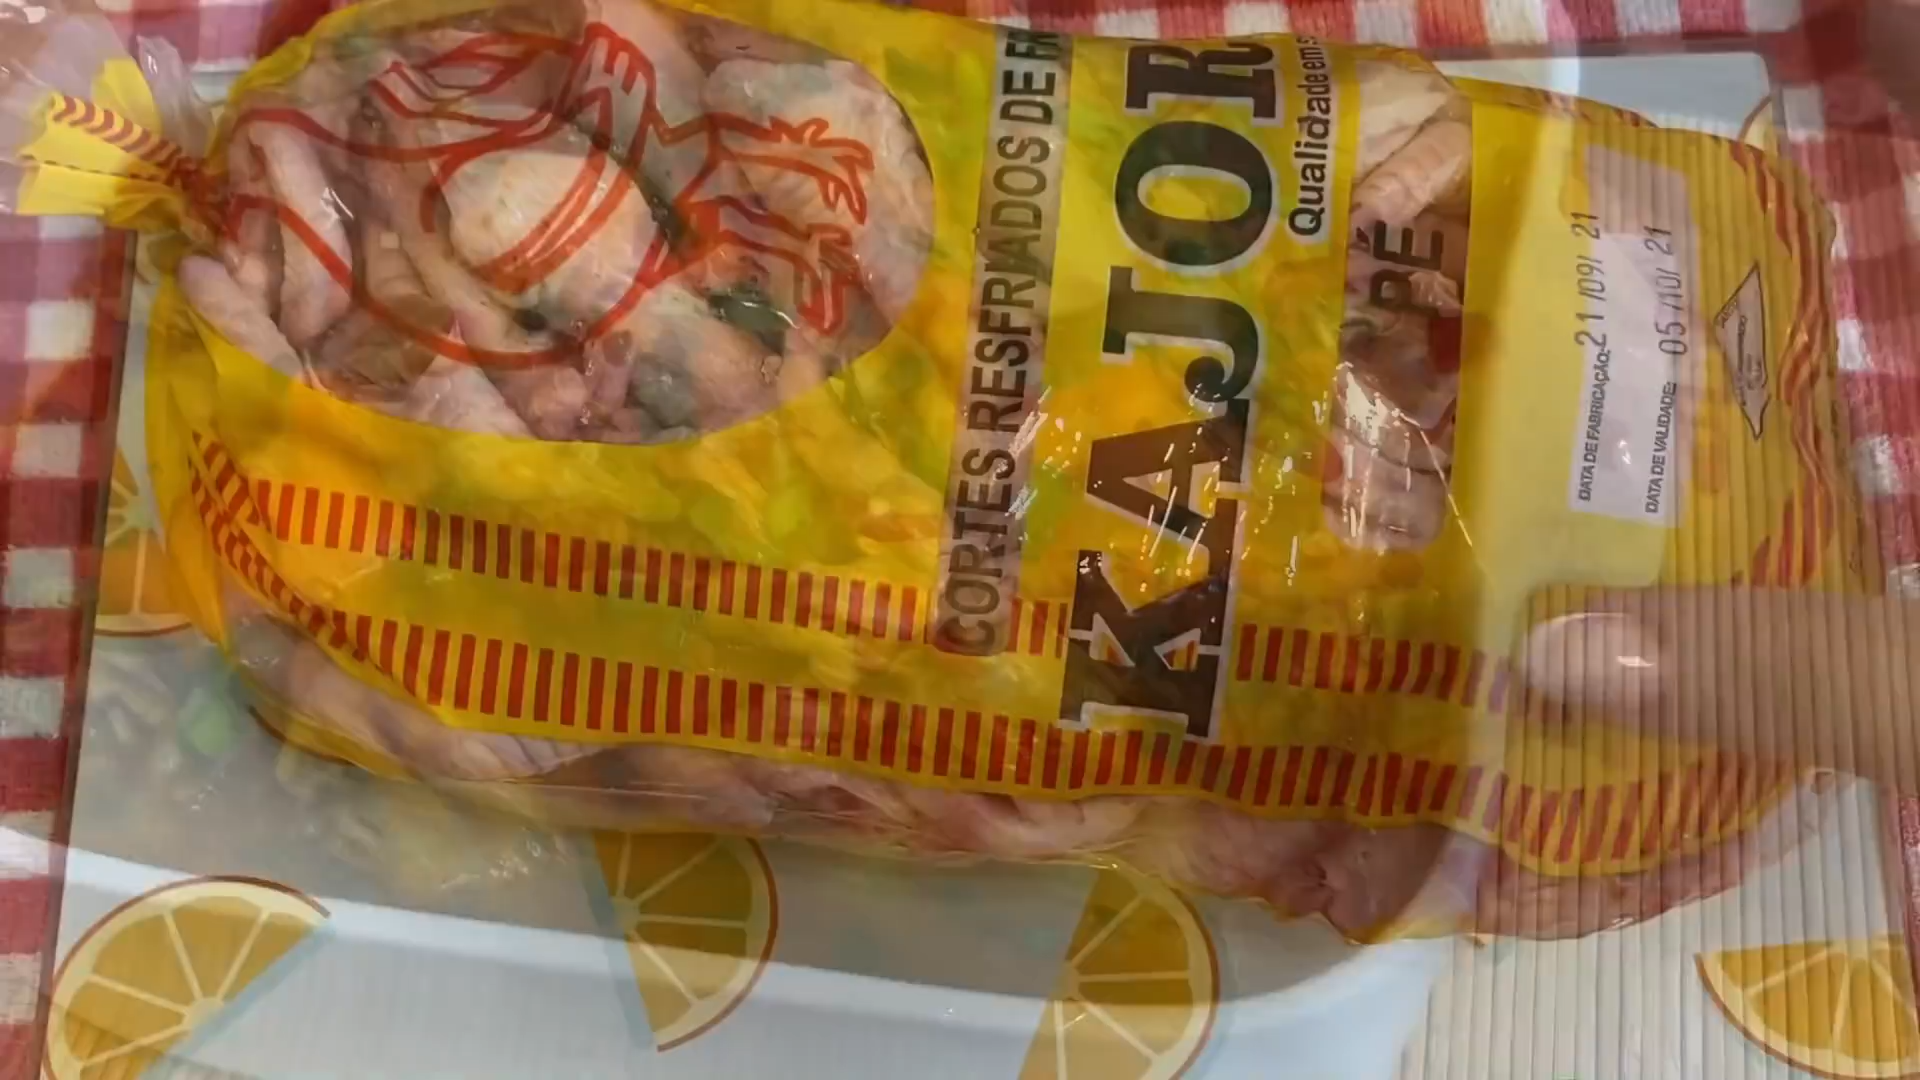 CORTES RESFRIADOS DE FR
KAJOR
Qualidade em
PÉ
DATA DE FABRICAÇÃO: 21 /09/ 21
DATA DE VALIDADE: 05 /10/ 21